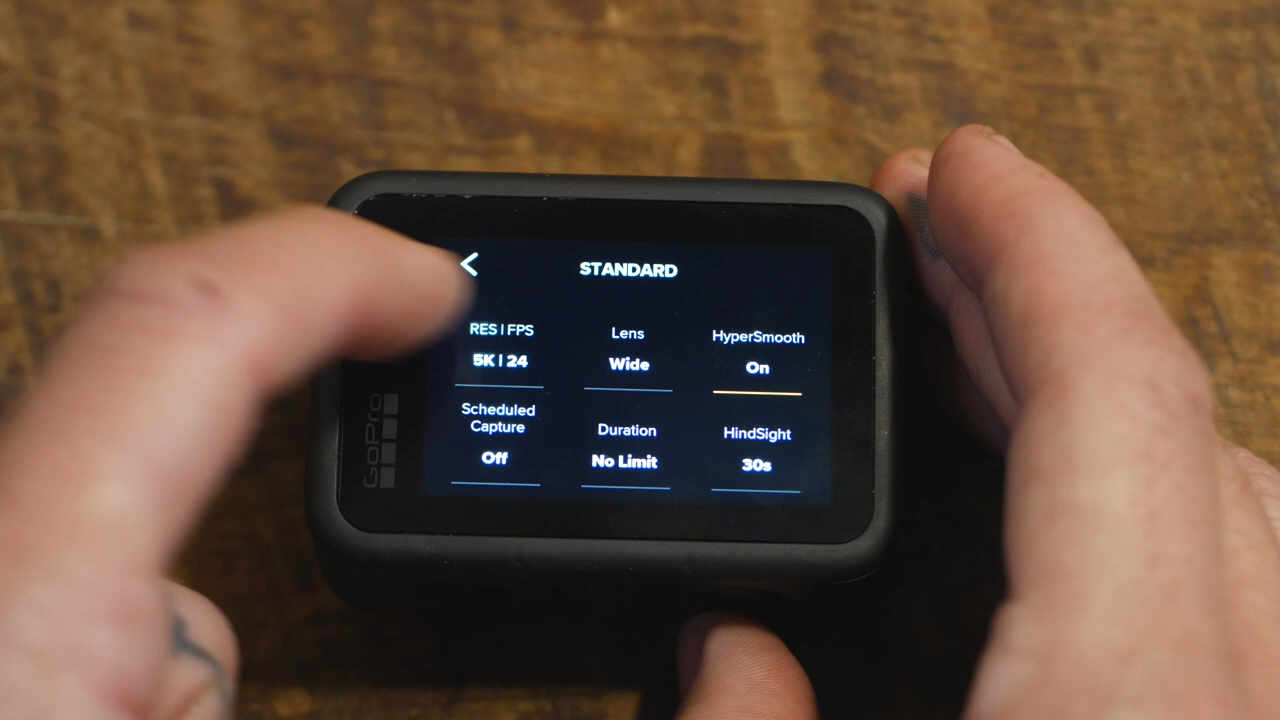 STANDARD
RES | FPS
5K | 24
Lens
Wide
HyperSmooth
On
Scheduled
Capture
Off
Duration
No Limit
HindSight
30s
GoPro